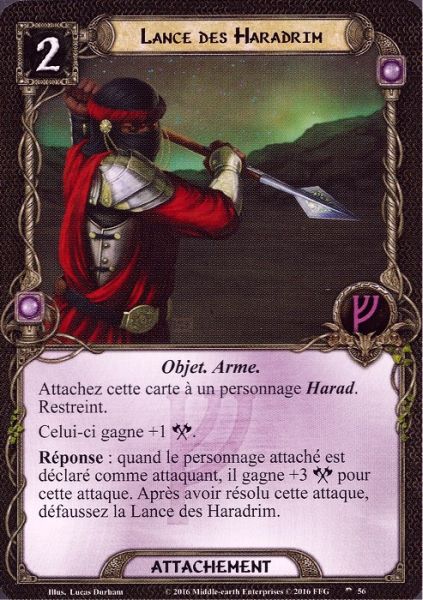 2
LANCE DES HARADRIM
Objet. Arme.
Attachez cette carte à un personnage Harad.
Restreint.
Celui-ci gagne +1 .
Réponse : quand le personnage attaché est
déclaré comme attaquant, il gagne +3 pour
cette attaque. Après avoir résolu cette attaque,
défaussez la Lance des Haradrim.
ATTACHEMENT
Illus. Lucas Durham © 2016 Middle-earth Enterprises © 2016 FFG 56